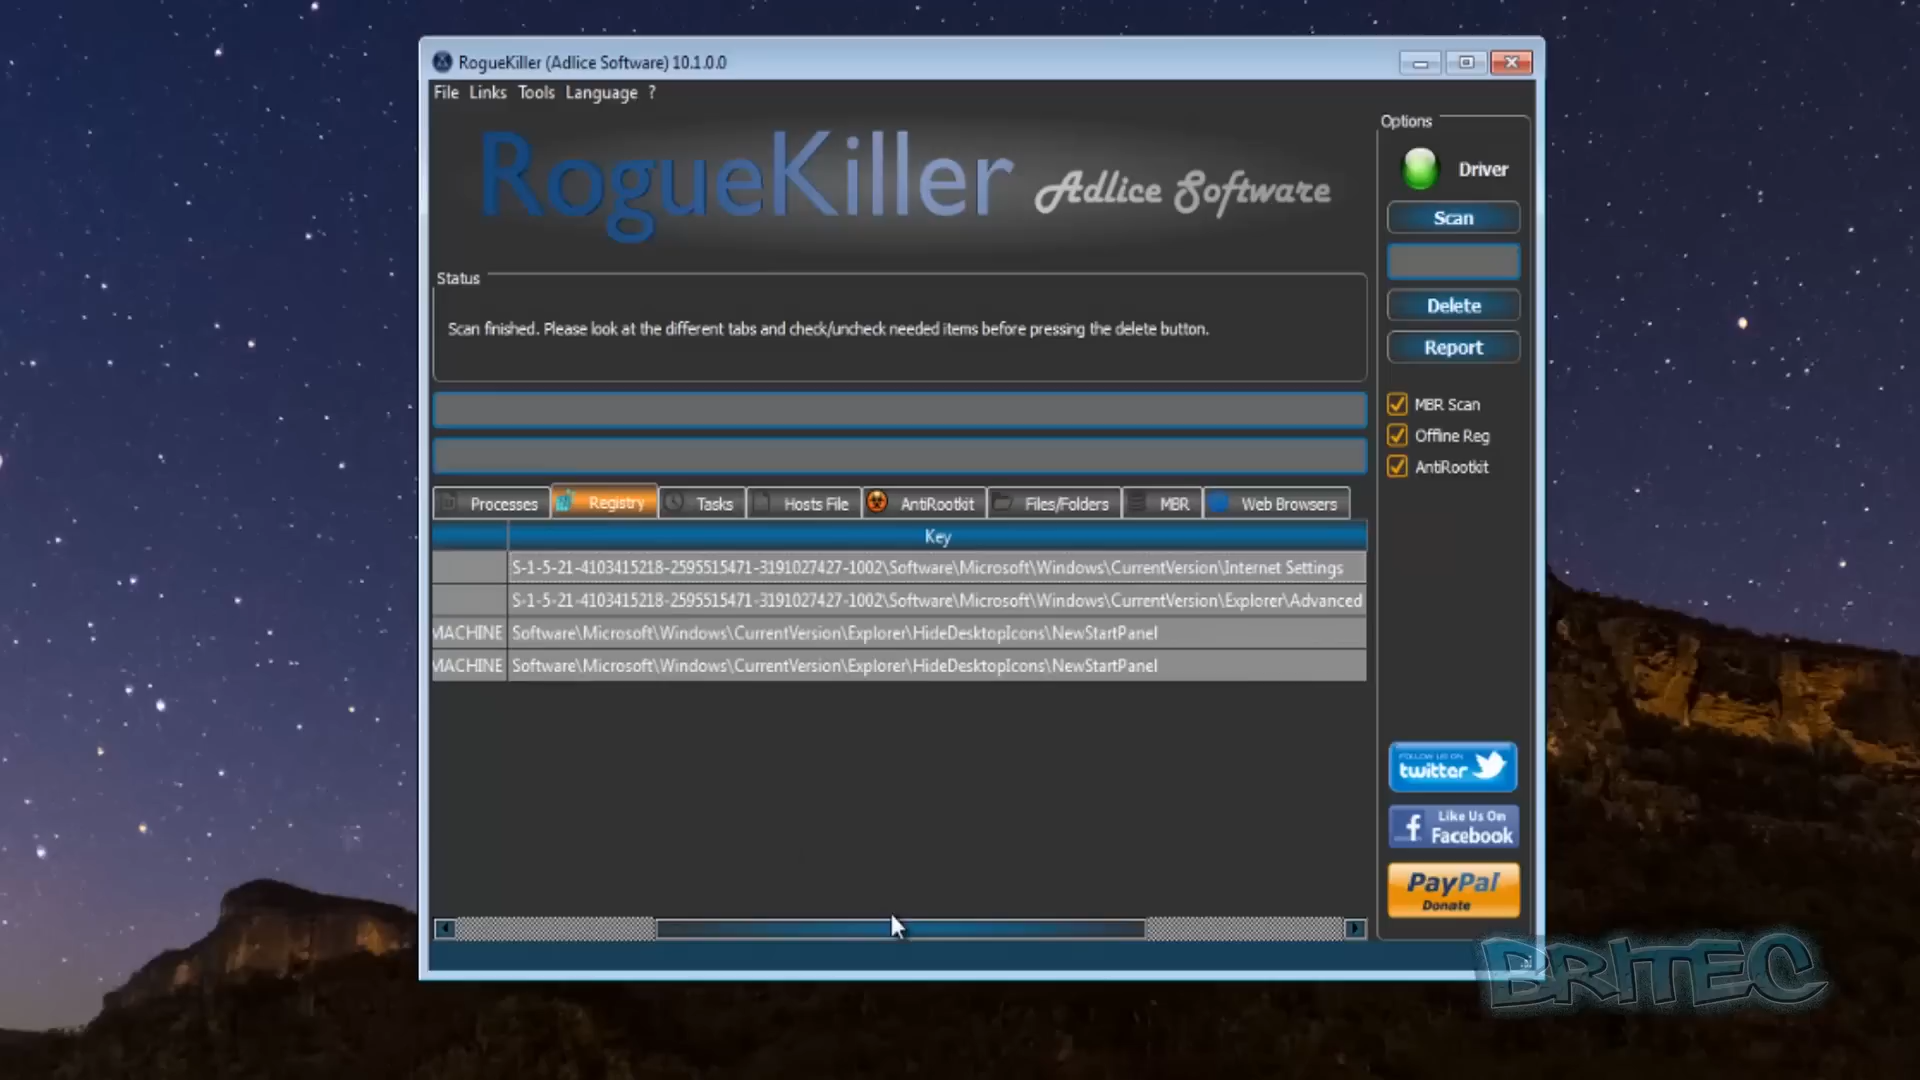 RogueKiller (Adlice Software) 10.1.0.0
File Links Tools Language ?
RogueKiller Adlice Software
Options
Driver
Scan
Delete
Report
MBR Scan
Offline Reg
AntiRootkit
Status
Scan finished. Please look at the different tabs and check/uncheck needed items before pressing the delete button.
Processes Registry Tasks Hosts File AntiRootkit Files/Folders MBR Web Browsers
Key
S-1-5-21-4103415218-2595515471-3191027427-1002\Software\Microsoft\Windows\CurrentVersion\Internet Settings
S-1-5-21-4103415218-2595515471-3191027427-1002\Software\Microsoft\Windows\CurrentVersion\Explorer\Advanced
MACHINE Software\Microsoft\Windows\CurrentVersion\Explorer\HideDesktopIcons\NewStartPanel
MACHINE Software\Microsoft\Windows\CurrentVersion\Explorer\HideDesktopIcons\NewStartPanel
FOLLOW US ON
twitter
Like Us On
Facebook
PayPal
Donate
BRITEC